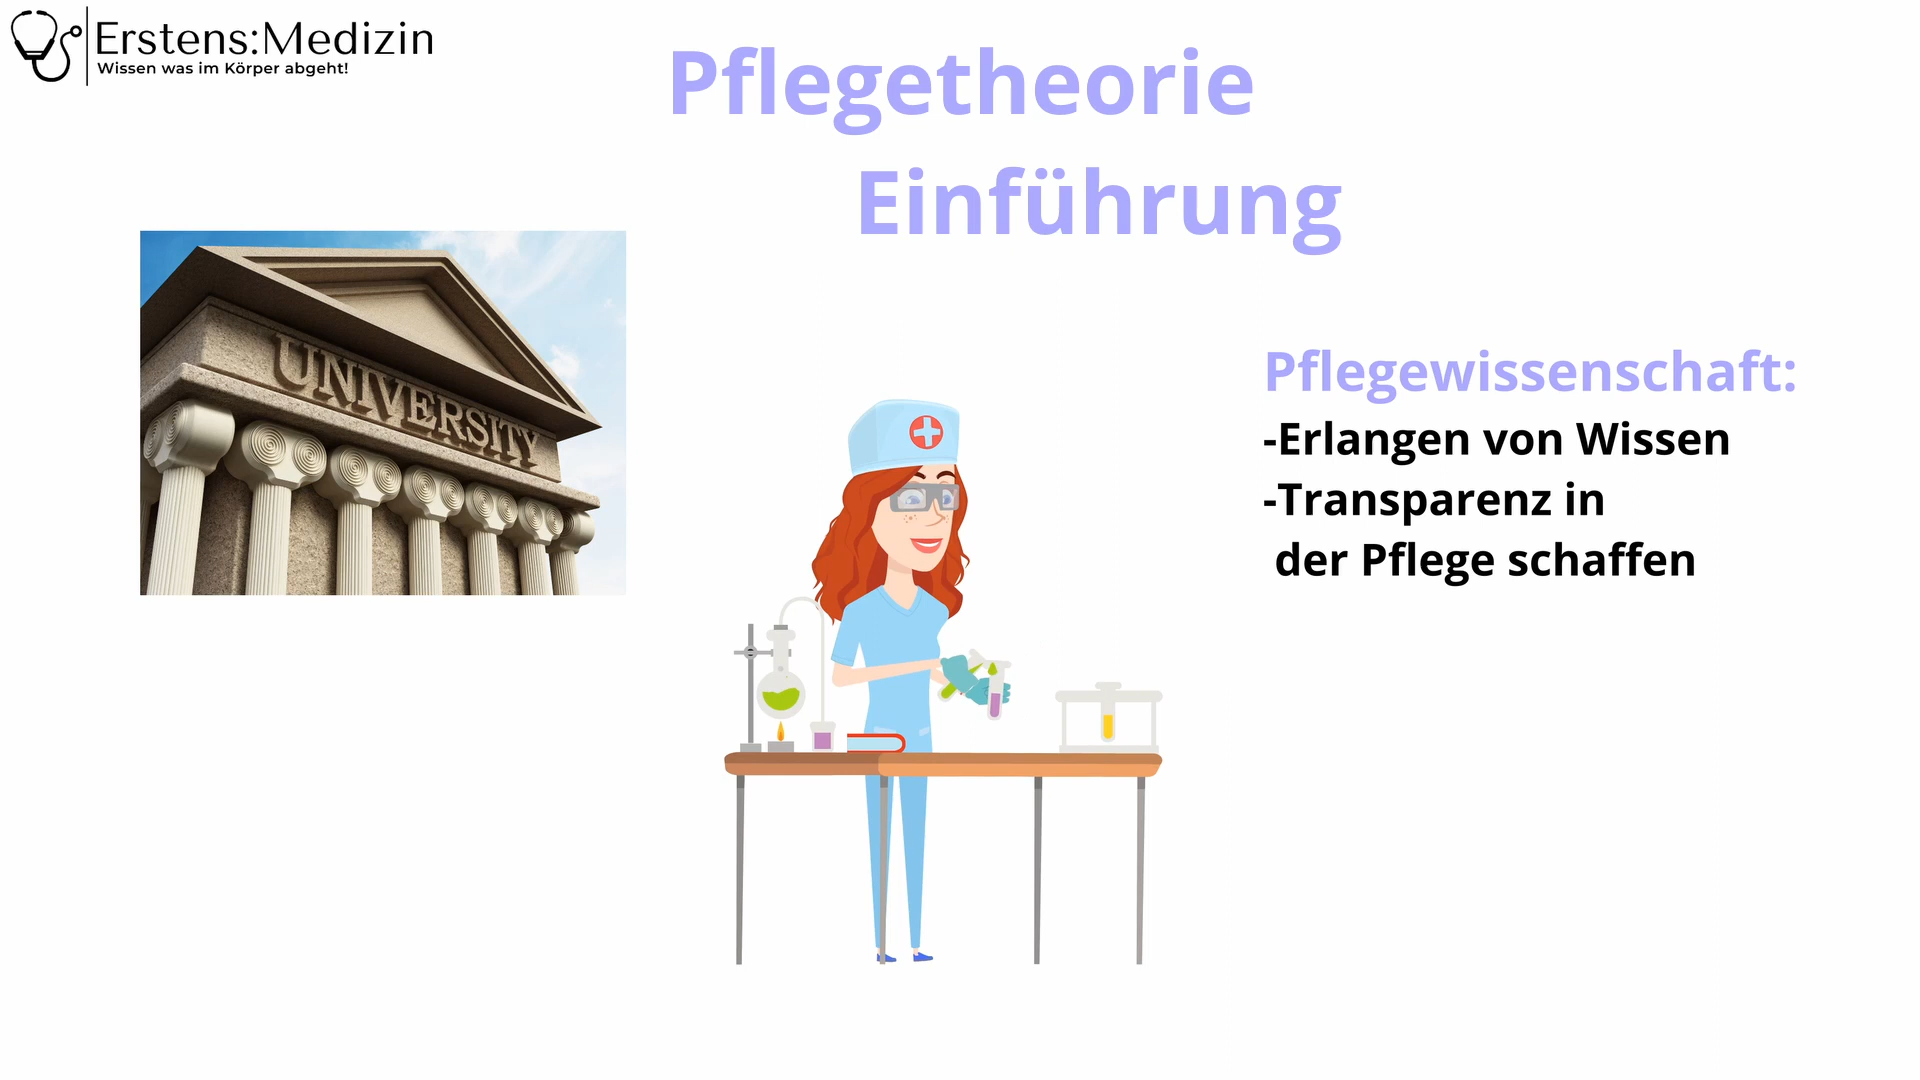 Erstens:Medizin
Wissen was im Körper abgeht!
Pflegetheorie
Einführung
UNIVERSITY
Pflegewissenschaft:
-Erlangen von Wissen
-Transparenz in
der Pflege schaffen